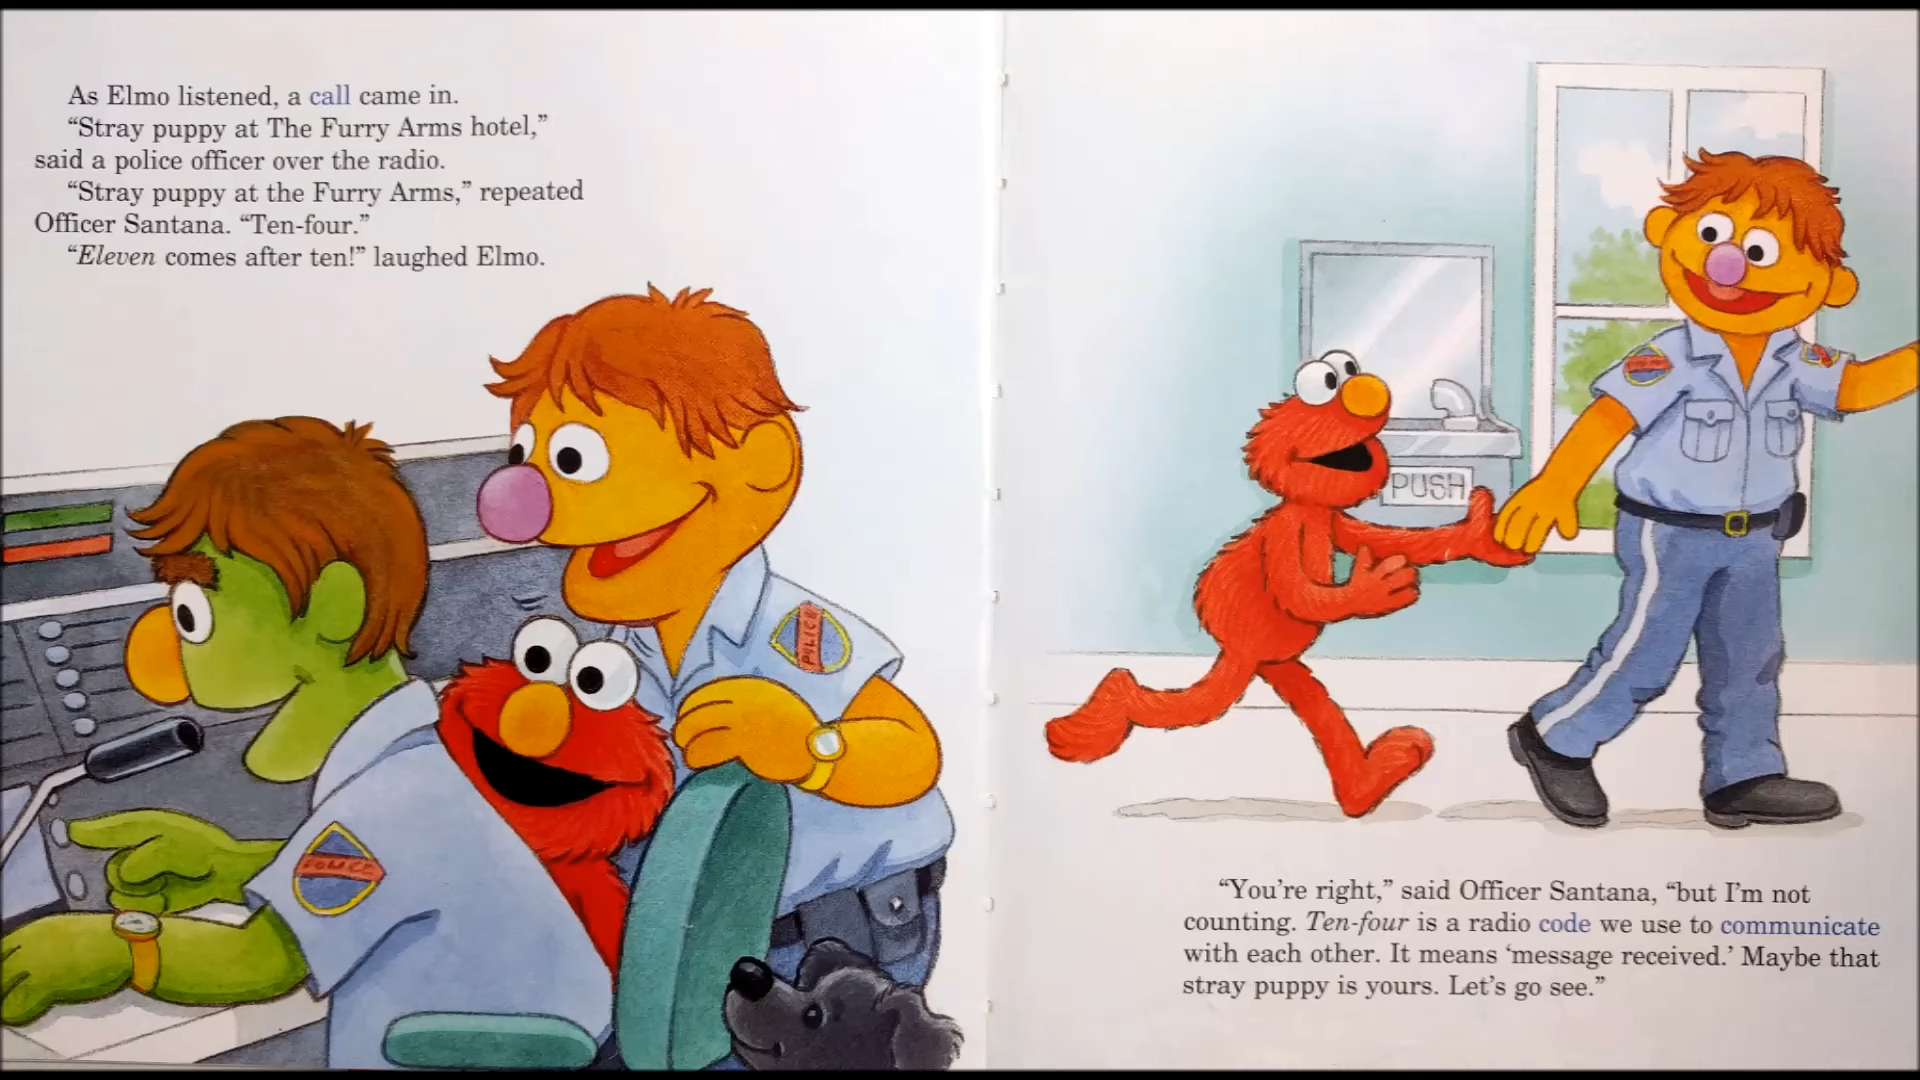 As Elmo listened, a call came in.
“Stray puppy at The Furry Arms hotel,”
said a police officer over the radio.
“Stray puppy at the Furry Arms,” repeated
Officer Santana. “Ten-four.”
“Eleven comes after ten!” laughed Elmo.
POLICE
POLICE
PUSH
“You’re right,” said Officer Santana, “but I’m not
counting. Ten-four is a radio code we use to communicate
with each other. It means ‘message received.’ Maybe that
stray puppy is yours. Let’s go see.”